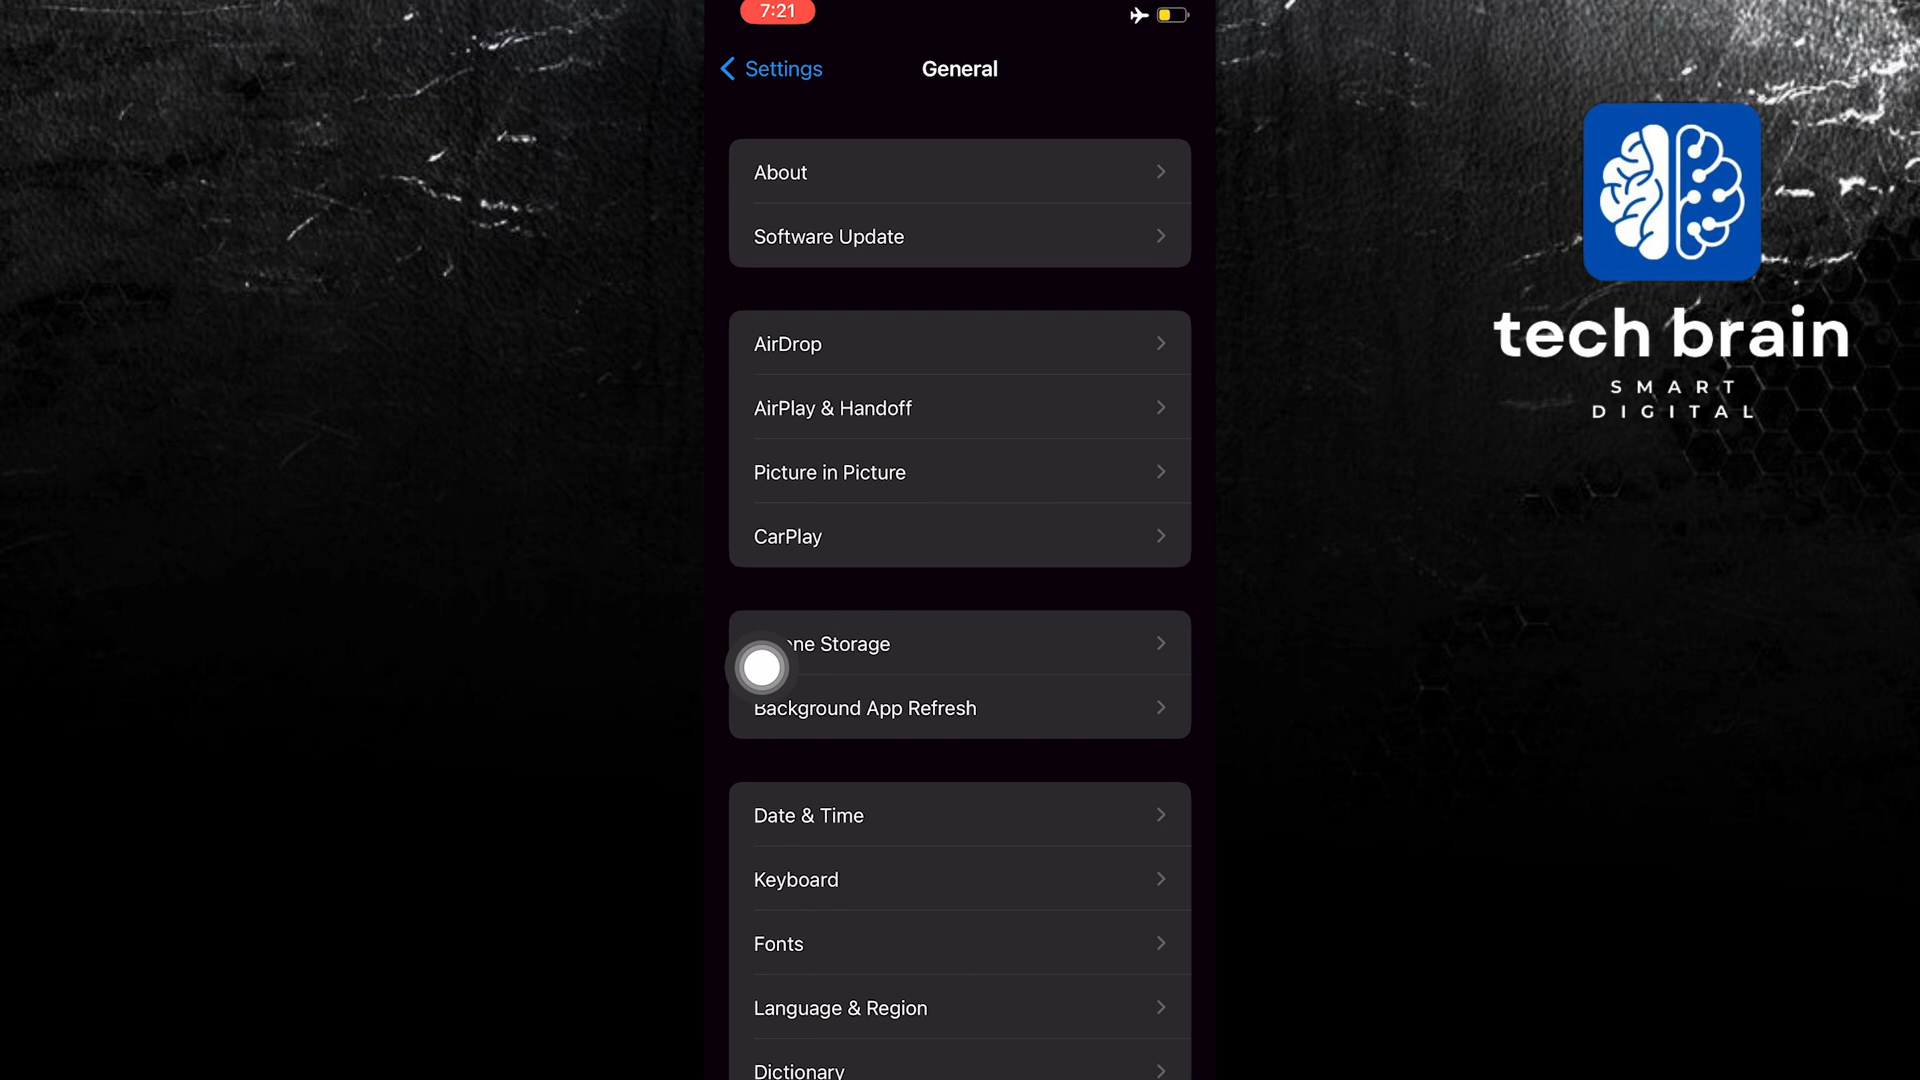 7:21
Settings
General
About
Software Update
AirDrop
AirPlay & Handoff
Picture in Picture
CarPlay
ne Storage
Background App Refresh
Date & Time
Keyboard
Fonts
Language & Region
Dictionary
tech brain
SMART
DIGITAL